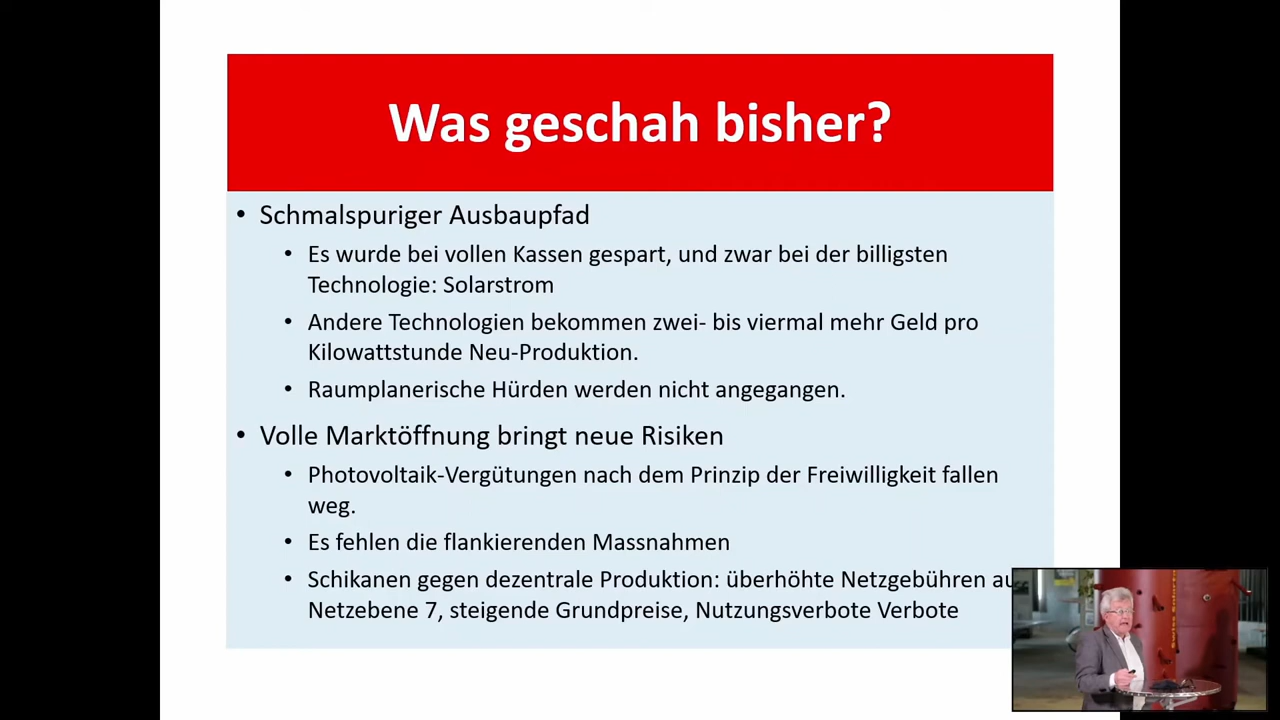 Was geschah bisher?
• Schmalspuriger Ausbaupfad
• Es wurde bei vollen Kassen gespart, und zwar bei der billigsten
Technologie: Solarstrom
• Andere Technologien bekommen zwei- bis viermal mehr Geld pro
Kilowattstunde Neu-Produktion.
• Raumplanerische Hürden werden nicht angegangen.
• Volle Marktöffnung bringt neue Risiken
• Photovoltaik-Vergütungen nach dem Prinzip der Freiwilligkeit fallen
weg.
• Es fehlen die flankierenden Massnahmen
• Schikanen gegen dezentrale Produktion: überhöhte Netzgebühren
Netzebene 7, steigende Grundpreise, Nutzungsverbote Verbote